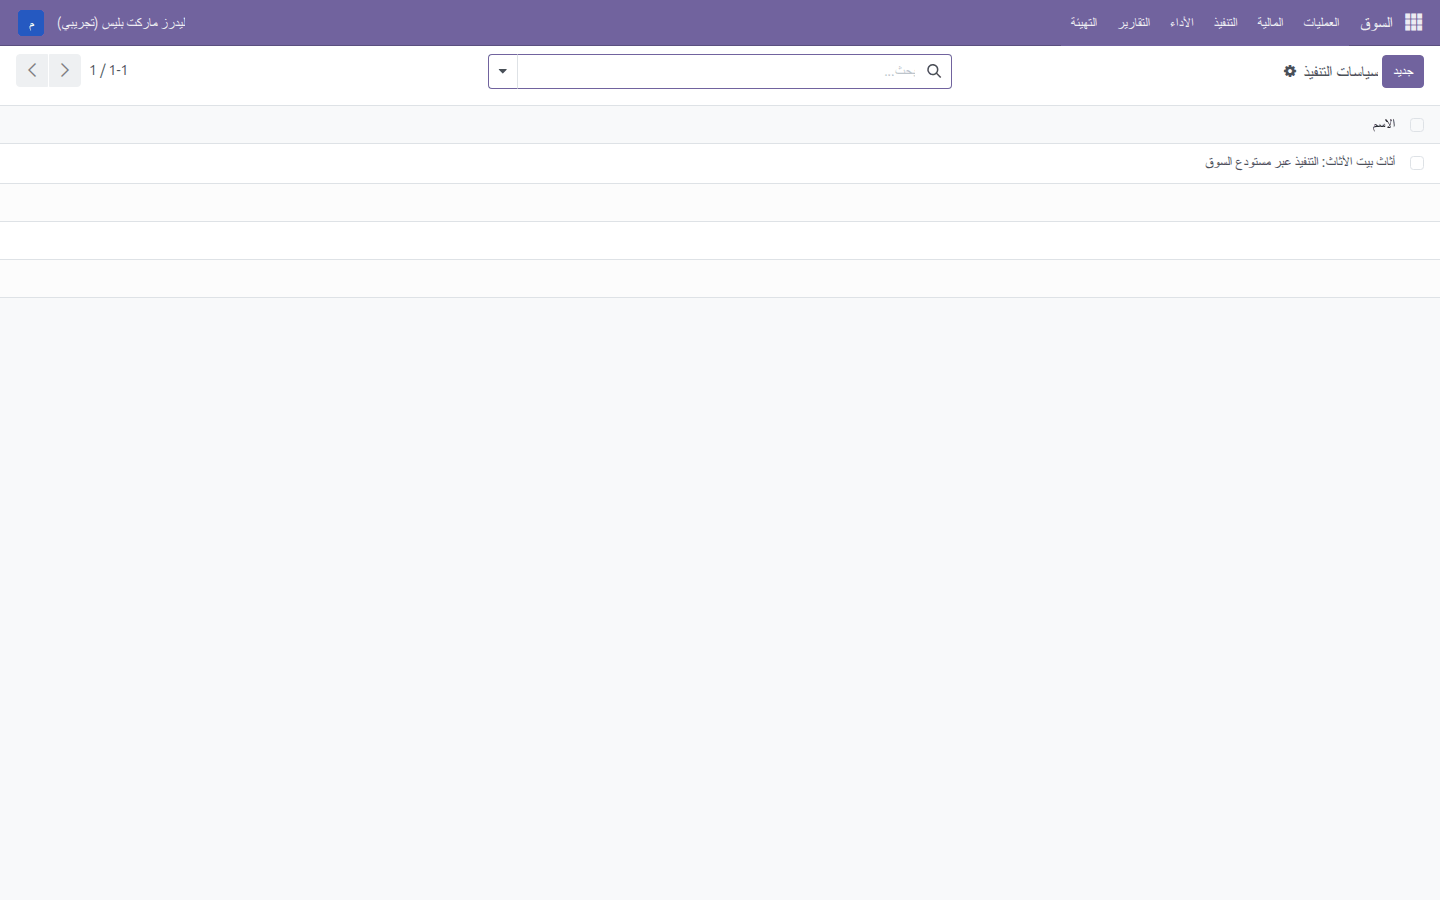 السوق العمليات المالية التنفيذ الأداء التقارير التهيئة ليدرز ماركت بليس (تجريبي) م
جديد سياسات التنفيذ بحث... 1-1 / 1
الاسم
أثاث بيت الأثاث: التنفيذ عبر مستودع السوق